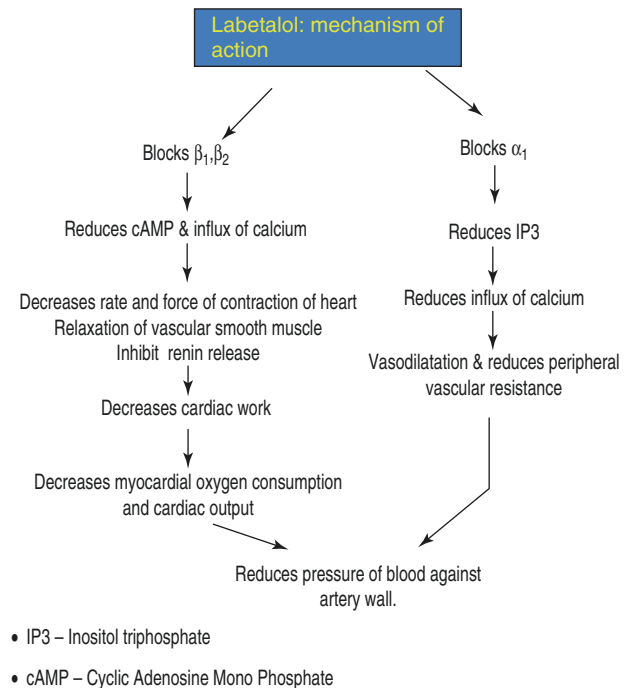 Labetalol: mechanism of
action
Blocks β₁,β₂
Reduces cAMP & influx of calcium
Decreases rate and force of contraction of heart
Relaxation of vascular smooth muscle
Inhibit renin release
Decreases cardiac work
Decreases myocardial oxygen consumption
and cardiac output
Blocks α₁
Reduces IP3
Reduces influx of calcium
Vasodilatation & reduces peripheral
vascular resistance
Reduces pressure of blood against
artery wall.
• IP3 – Inositol triphosphate
• cAMP – Cyclic Adenosine Mono Phosphate